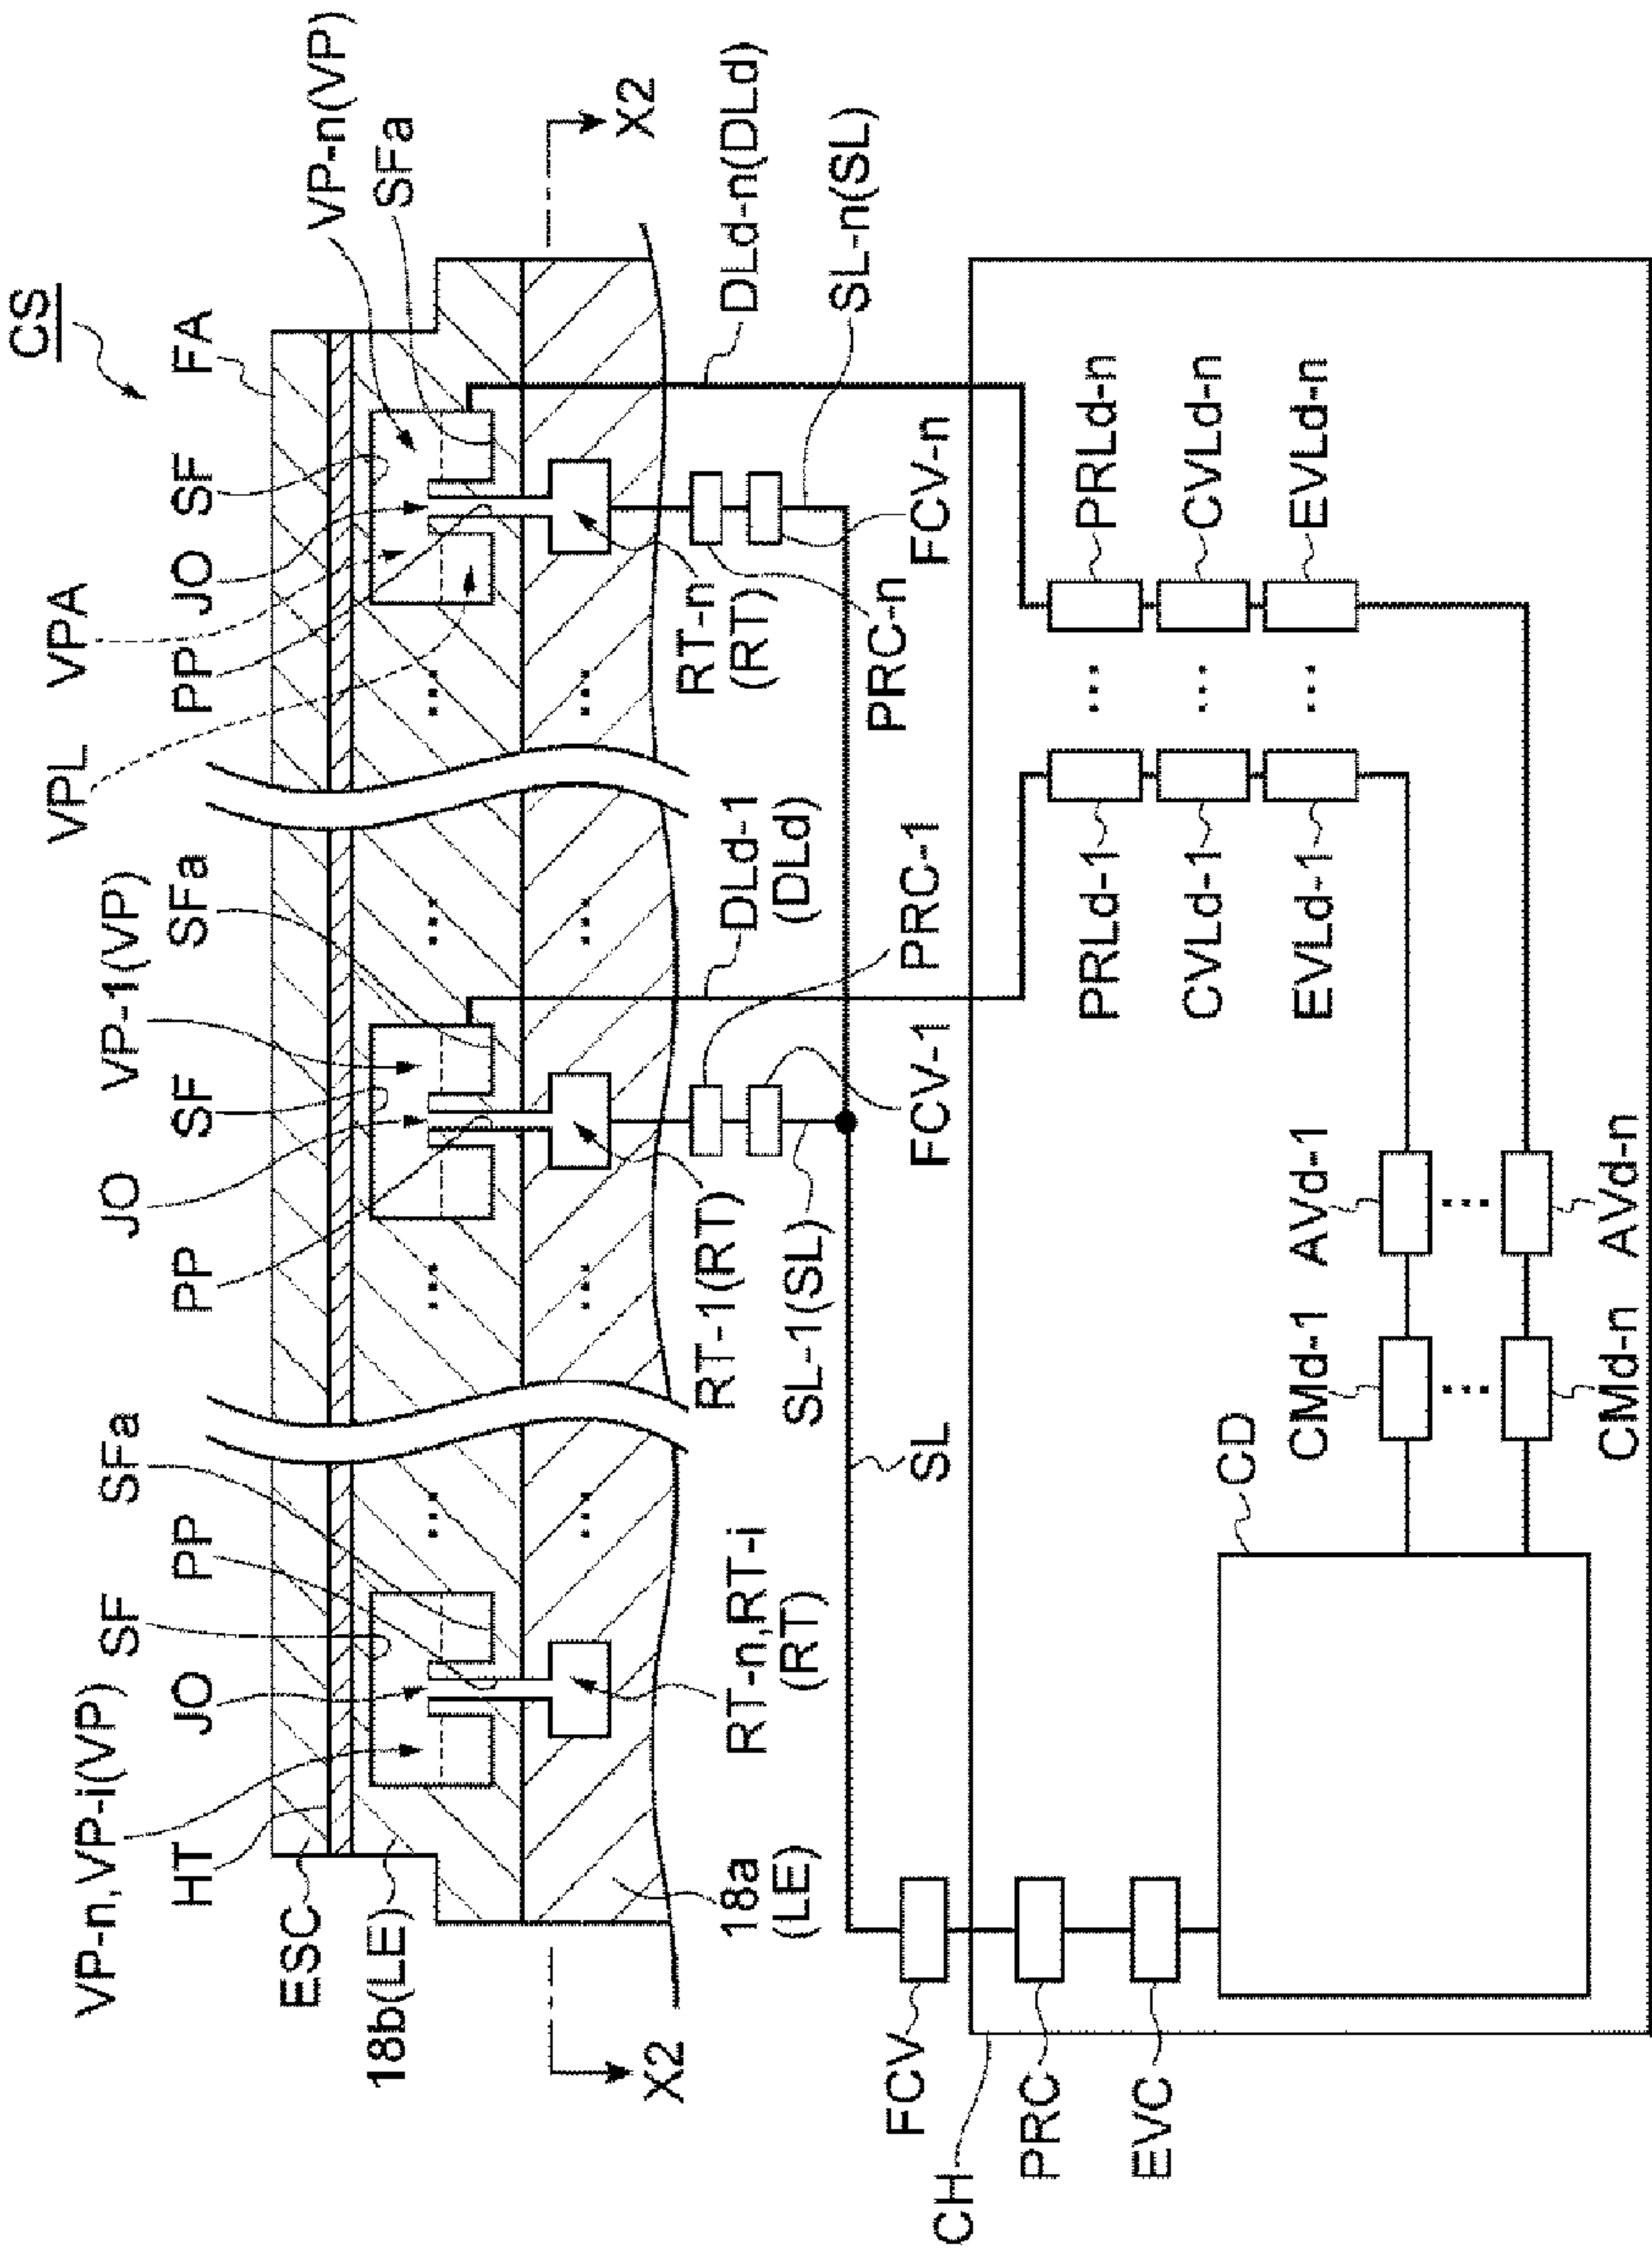 CS
VPL VPA
VP-n(VP)
SFa
VP-1(VP)
JO SF SFa
VP-n,VP-i(VP)
HT JO SF PP SFa
PP JO SF FA
PP
ESC
18b(LE)
X2
X2
18a
(LE)
RT-n,RT-i
(RT)
RT-1(RT)
SL-1(SL)
DLd-1
(DLd)
PRC-1
FCV-1
RT-n
(RT)
PRC-n
FCV-n
DLd-n(DLd)
SL-n(SL)
SL
FCV
CH
PRC
EVC
CD
CMd-1 AVd-1
CMd-n AVd-n
PRLd-1 PRLd-n
CVLd-1 CVLd-n
EVLd-1 EVLd-n